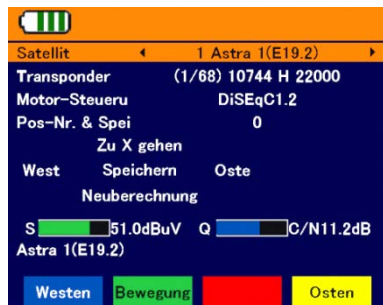 Satellit 1 Astra 1(E19.2)
Transponder (1/68) 10744 H 22000
Motor-Steueru DiSEqC1.2
Pos-Nr. & Spei 0
Zu X gehen
West Speichern Oste
Neuberechnung
S 51.0dBuV Q C/N11.2dB
Astra 1(E19.2)
Westen Bewegung Osten